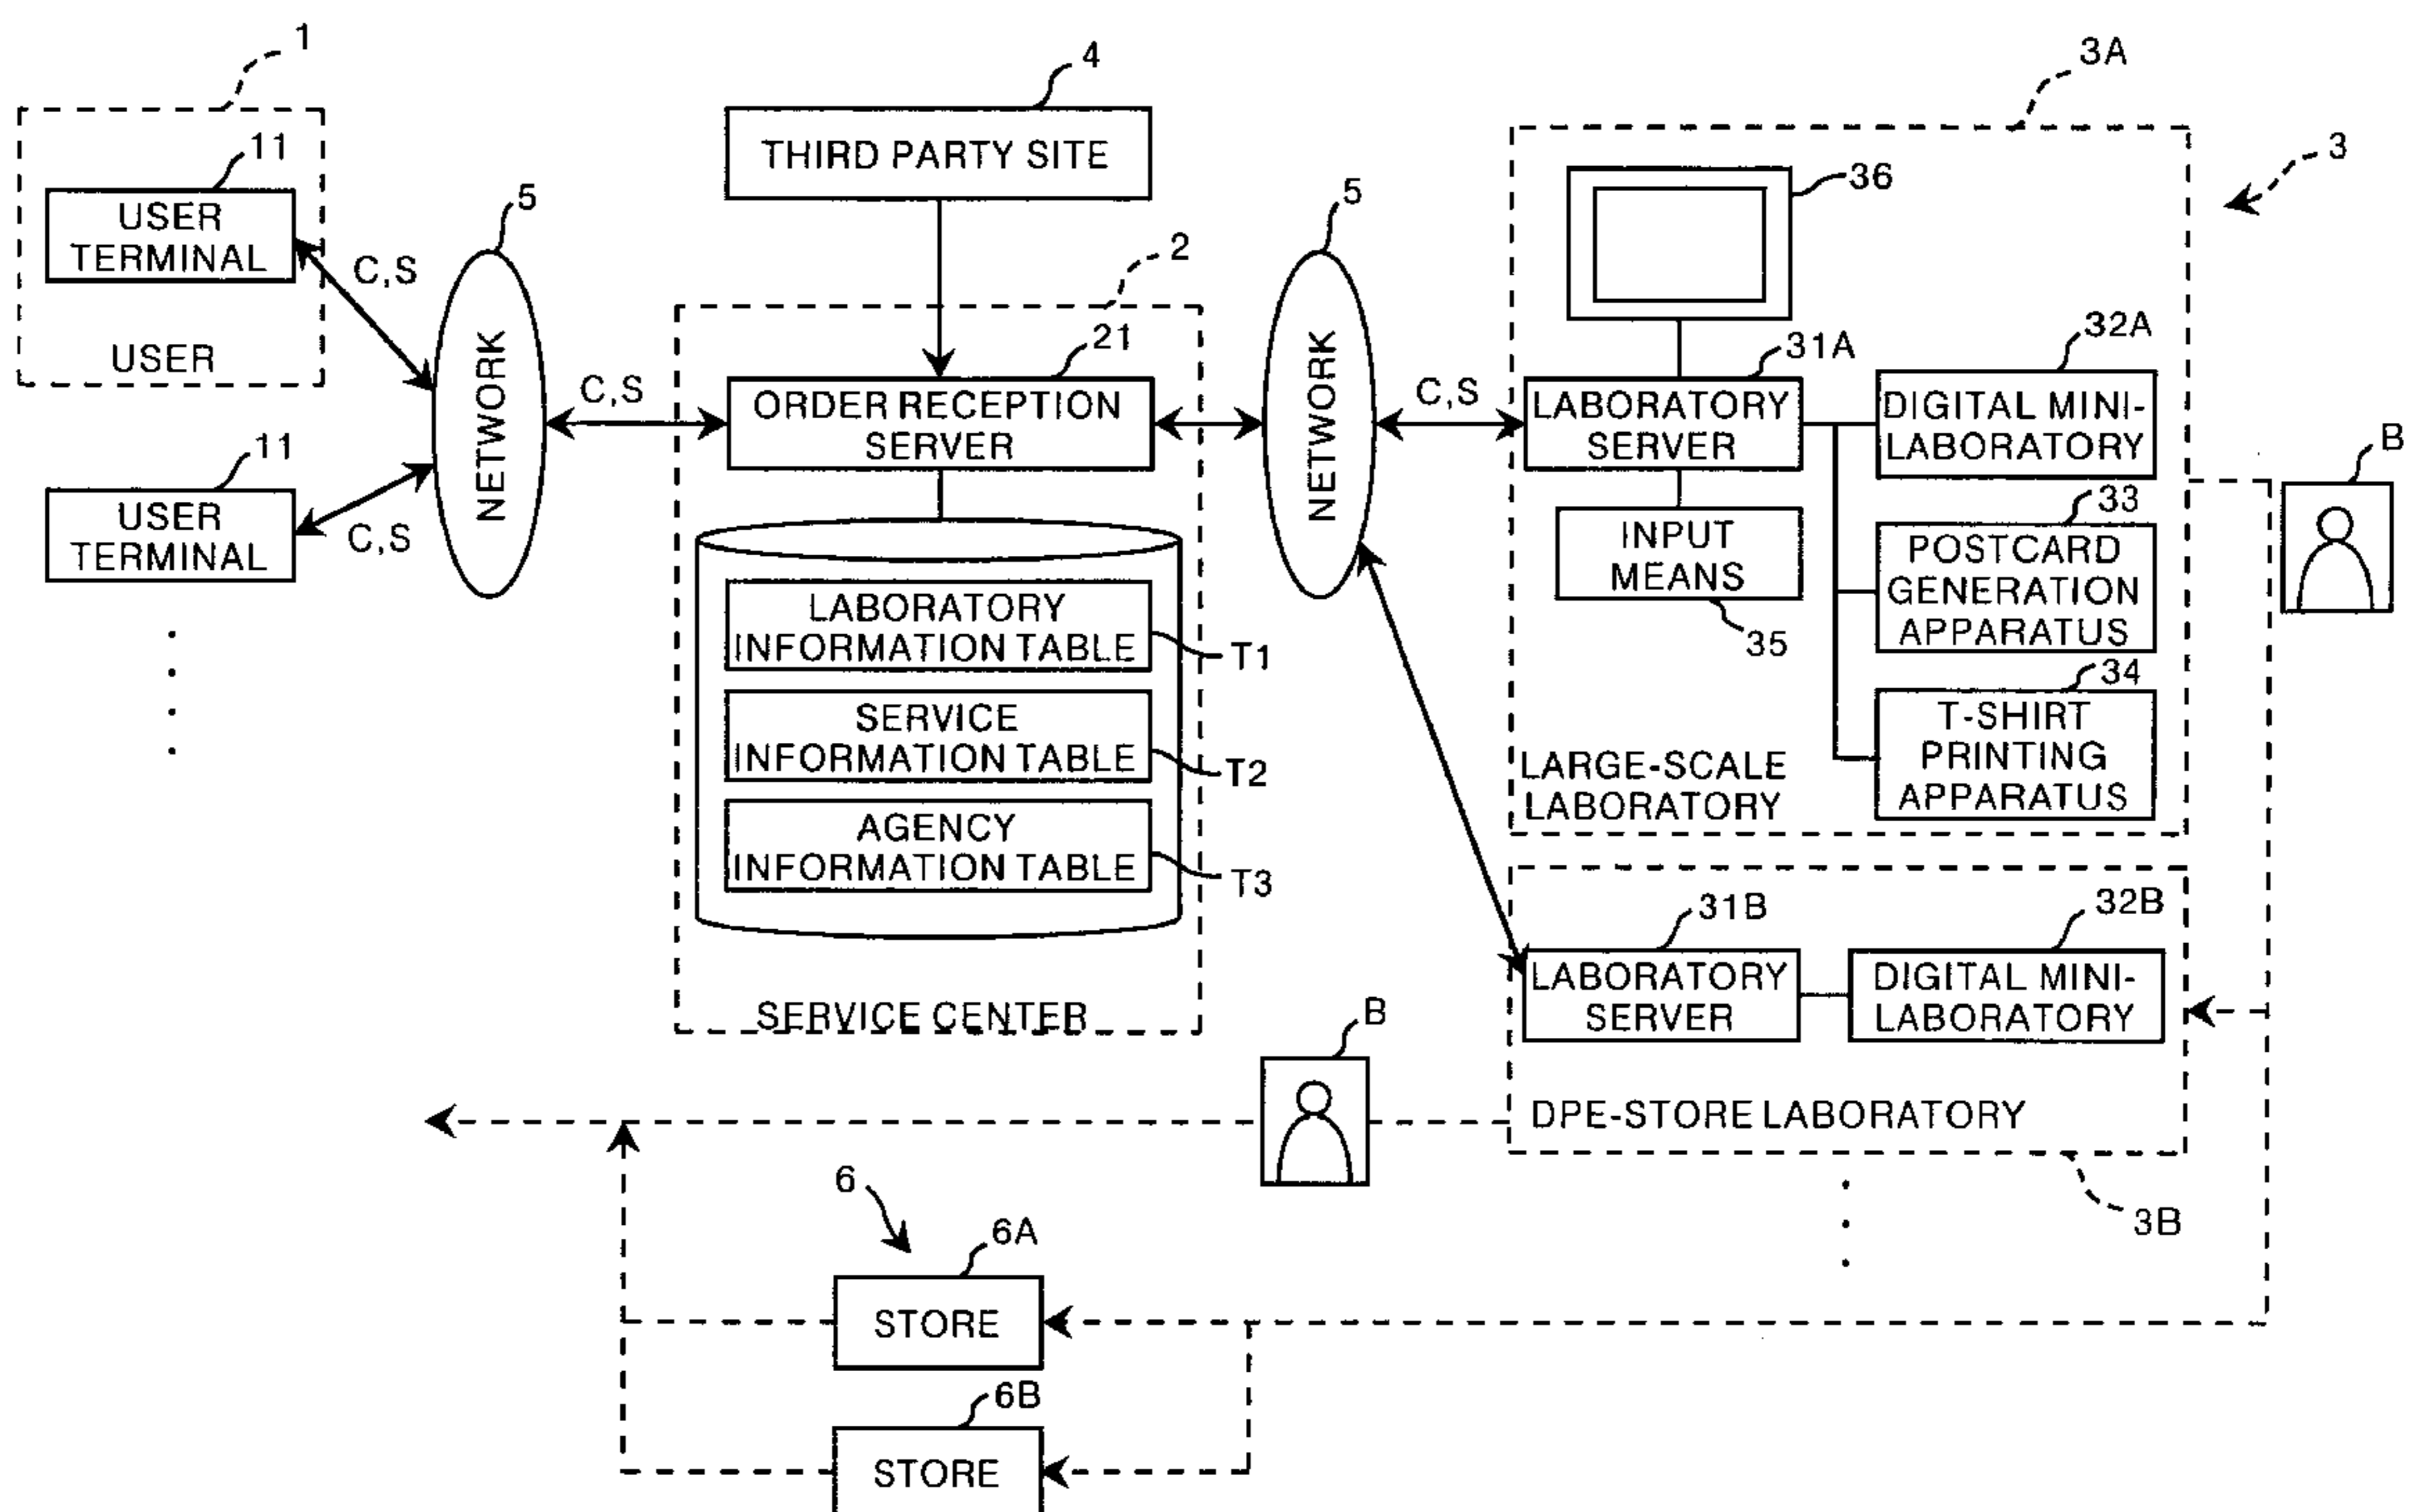 1
11
USER
TERMINAL
C,S
USER
11
USER
TERMINAL
C,S
5
NETWORK
C,S
4
THIRD PARTY SITE
2
21
ORDER RECEPTION
SERVER
LABORATORY
INFORMATION TABLE
T1
SERVICE
INFORMATION TABLE
T2
AGENCY
INFORMATION TABLE
T3
SERVICE CENTER
5
NETWORK
C,S
3A
3
36
31A
LABORATORY
SERVER
INPUT
MEANS
35
32A
DIGITAL MINI-
LABORATORY
33
POSTCARD
GENERATION
APPARATUS
34
T-SHIRT
PRINTING
APPARATUS
LARGE-SCALE
LABORATORY
B
31B
LABORATORY
SERVER
32B
DIGITAL MINI-
LABORATORY
DPE-STORE LABORATORY
3B
B
6
6A
STORE
6B
STORE